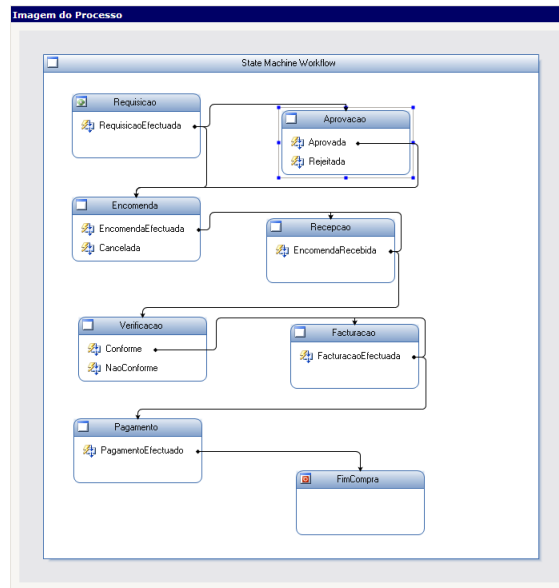 Imagem do Processo
State Machine Workflow
Requisicao
RequisicaoEfectuada
Aprovacao
Aprovada
Rejeitada
Encomenda
EncomendaEfectuada
Cancelada
Recepcao
EncomendaRecebida
Verificacao
Conforme
NaoConforme
Facturacao
FacturacaoEfectuada
Pagamento
PagamentoEfectuado
FimCompra